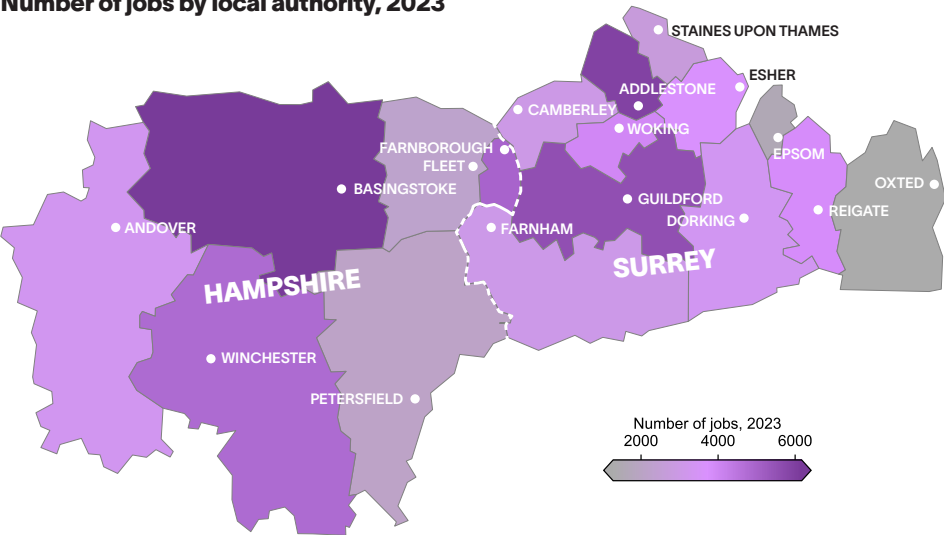 Number of jobs by local authority, 2023
STAINES UPON THAMES
ESHER
ADDLESTONE
CAMBERLEY
WOKING
FARNBOROUGH
FLEET
EPSOM
BASINGSTOKE
OXTED
GUILDFORD
REIGATE
DORKING
ANDOVER
FARNHAM
SURREY
HAMPSHIRE
WINCHESTER
PETERSFIELD
Number of jobs, 2023
2000 4000 6000